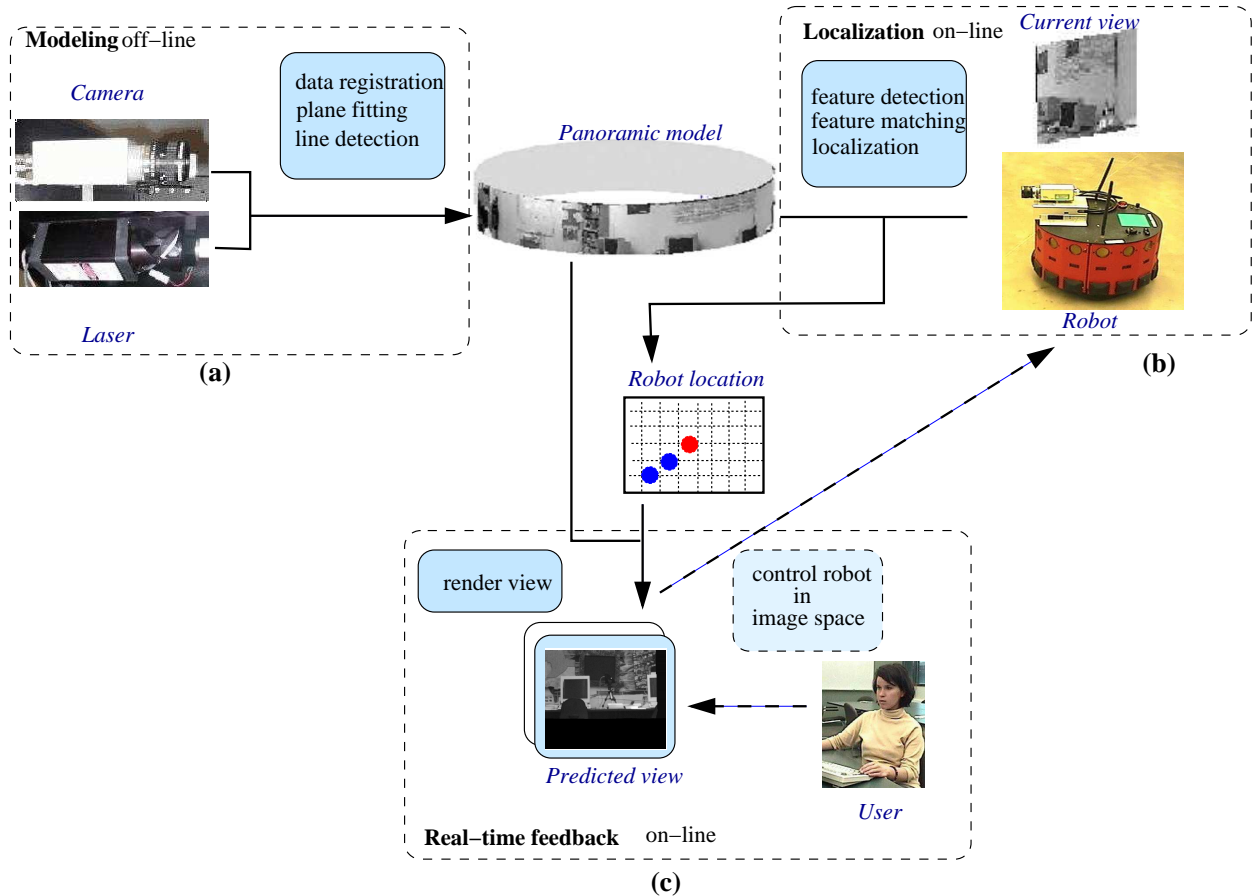 Modeling off−line
Camera
data registration
plane fitting
line detection
Laser
(a)
Panoramic model
Localization on−line
Current view
feature detection
feature matching
localization
Robot
(b)
Robot location
render view
control robot
in
image space
Predicted view
User
Real−time feedback on−line
(c)